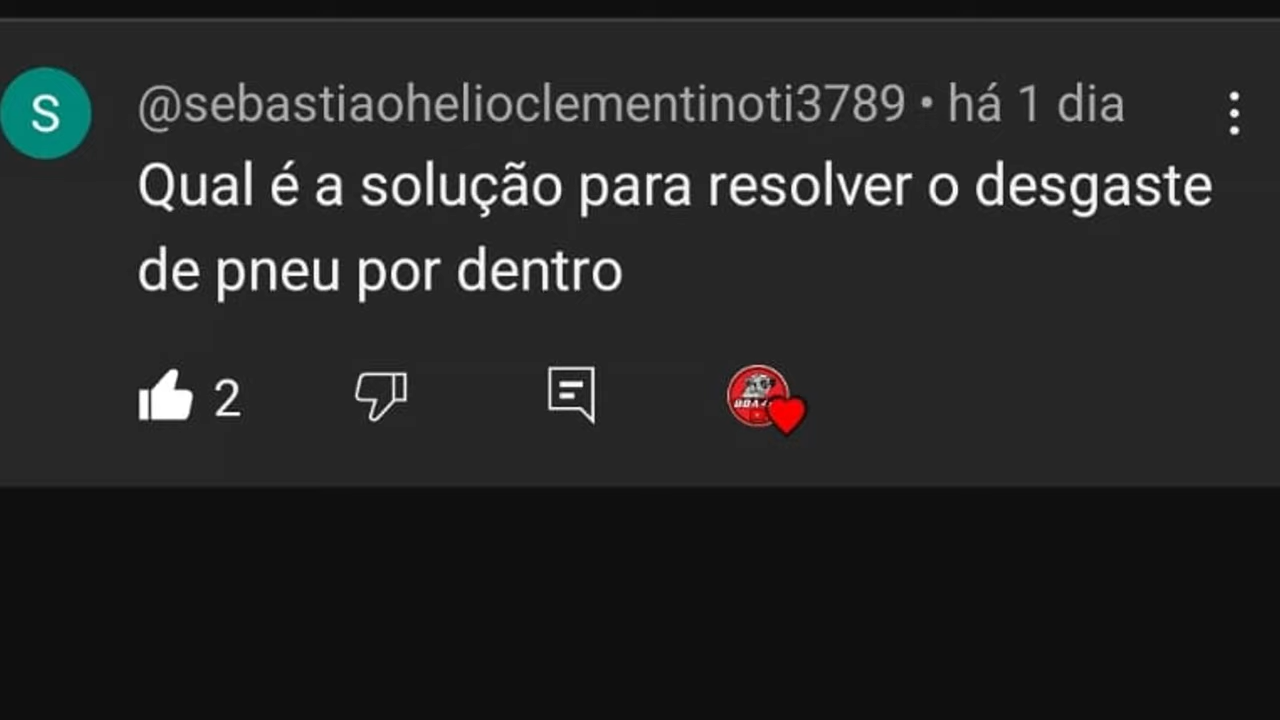 S
@sebastiaohelioclementinoti3789 • há 1 dia
Qual é a solução para resolver o desgaste
de pneu por dentro
2